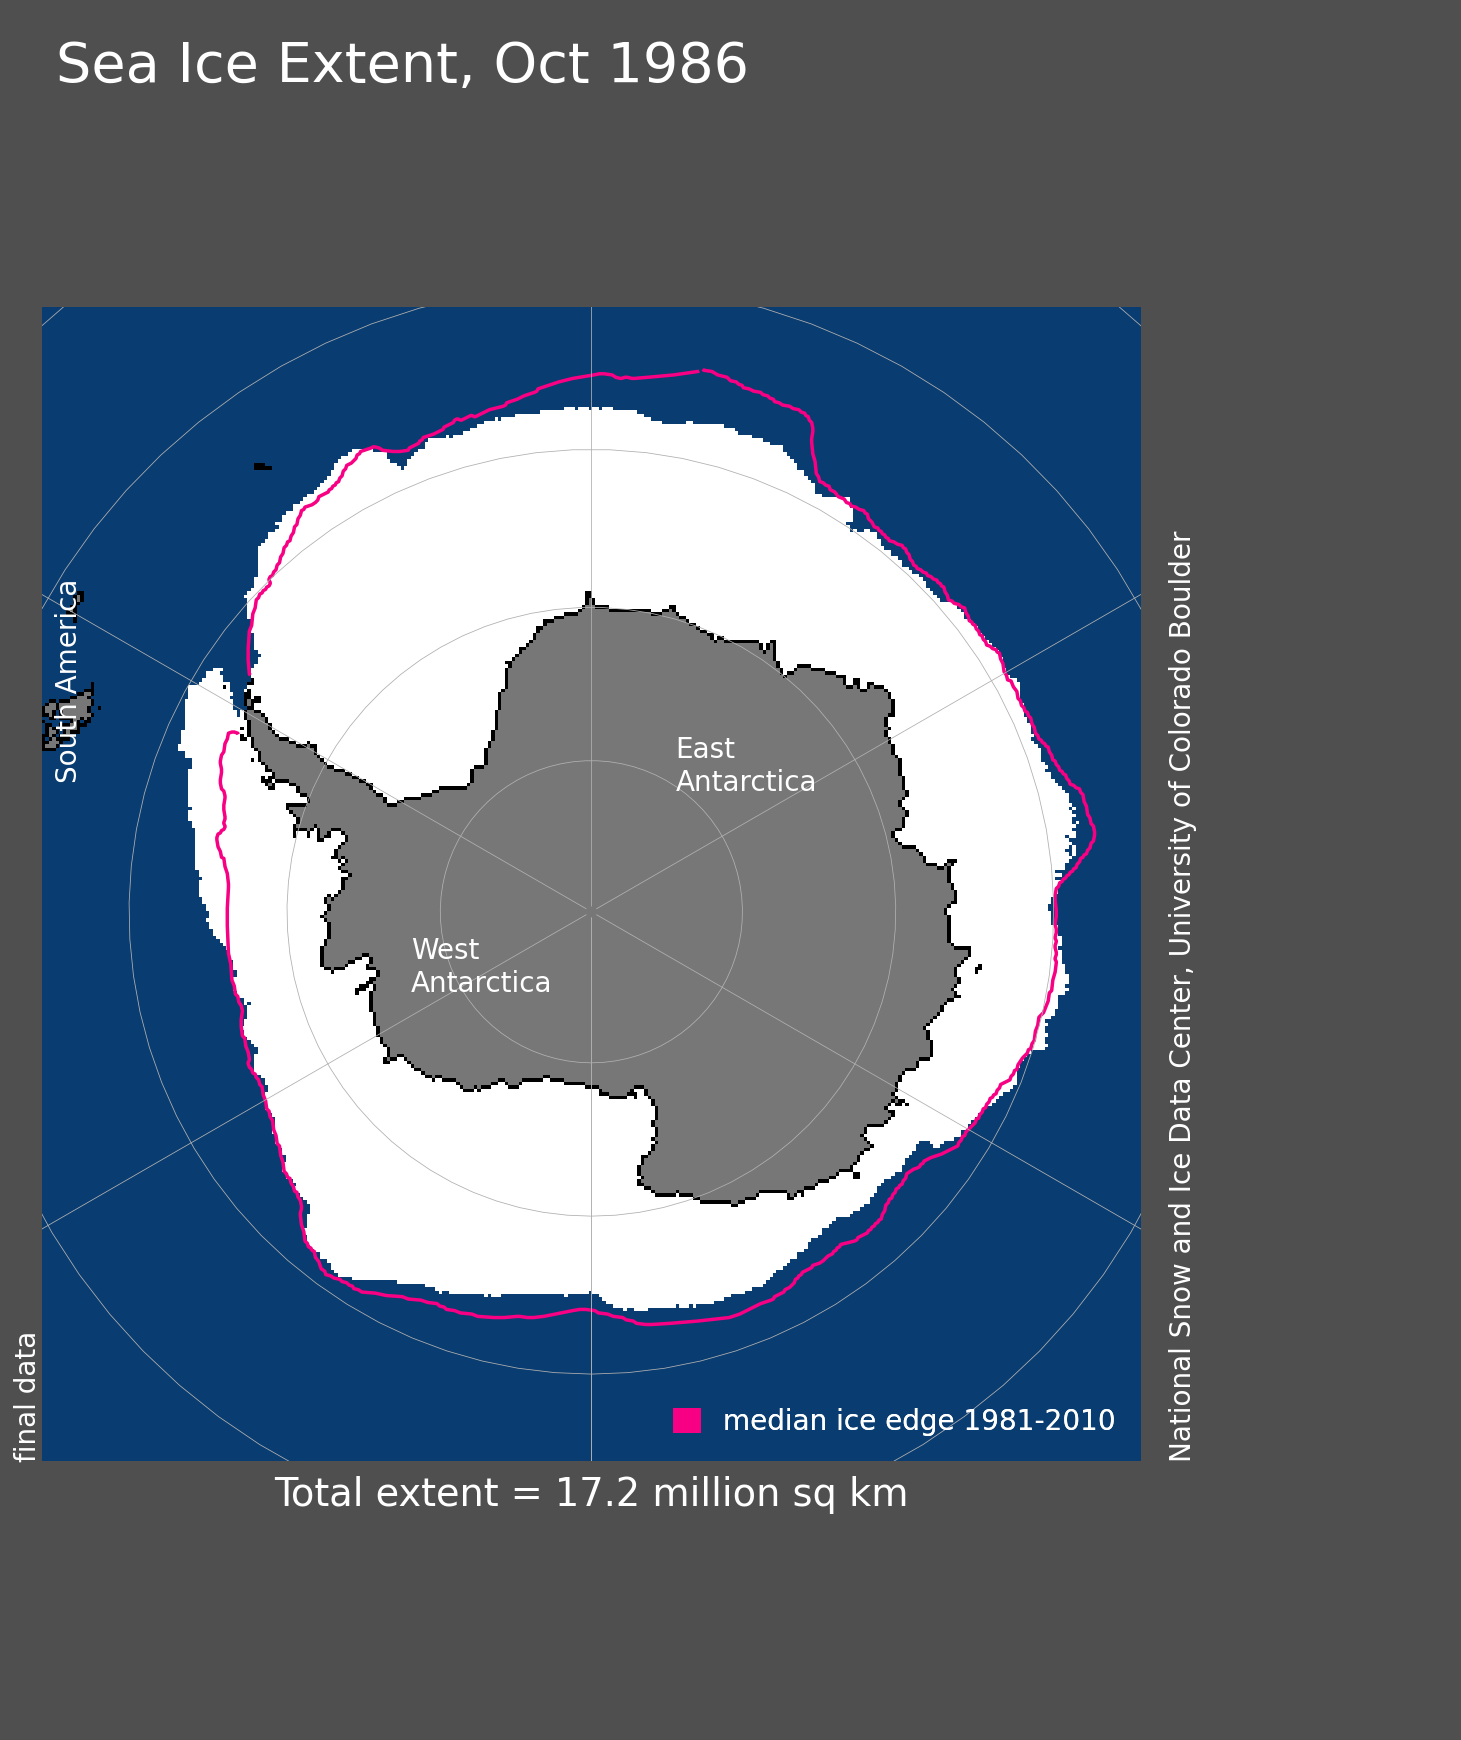 Sea Ice Extent, Oct 1986
South America
East
Antarctica
West
Antarctica
National Snow and Ice Data Center, University of Colorado Boulder
final data
median ice edge 1981-2010
Total extent = 17.2 million sq km